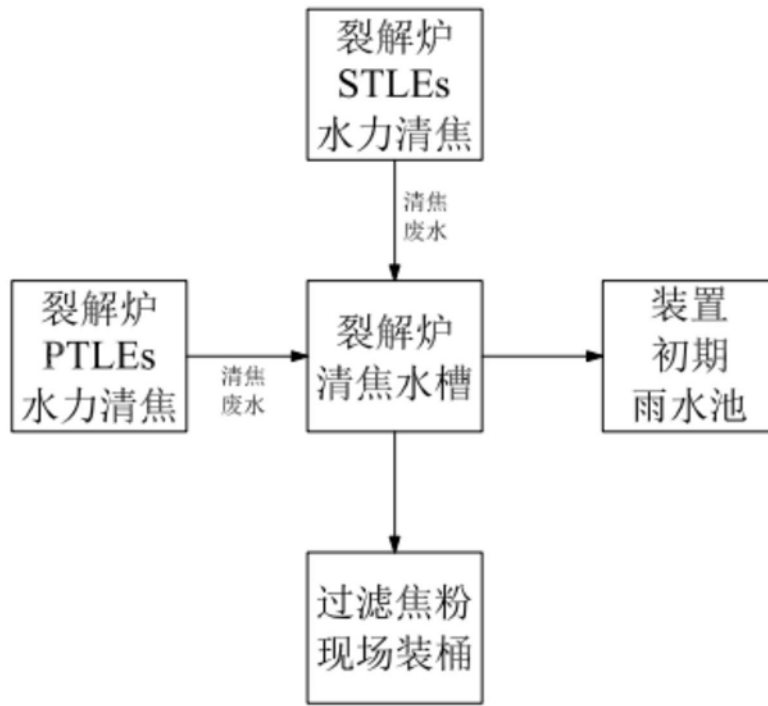 裂解炉
STLEs
水力清焦
清焦
废水
裂解炉
PTLEs
水力清焦
清焦
废水
裂解炉
清焦水槽
装置
初期
雨水池
过滤焦粉
现场装桶